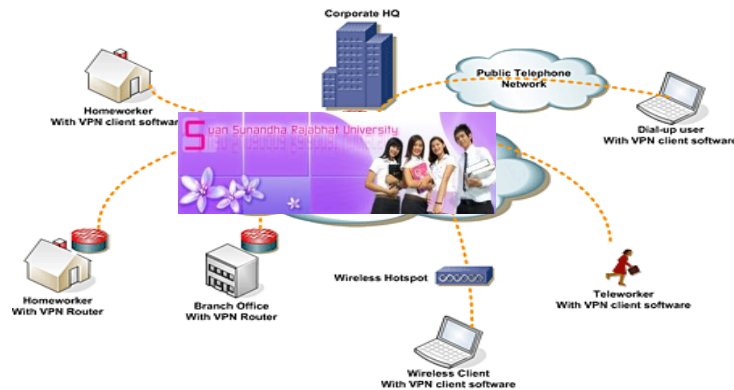 Corporate HQ
Public Telephone
Network
Homeworker
With VPN client software
Dial-up user
With VPN client software
Suan Sunandha Rajabhat University
Homeworker
With VPN Router
Branch Office
With VPN Router
Wireless Hotspot
Teleworker
With VPN client software
Wireless Client
With VPN client software